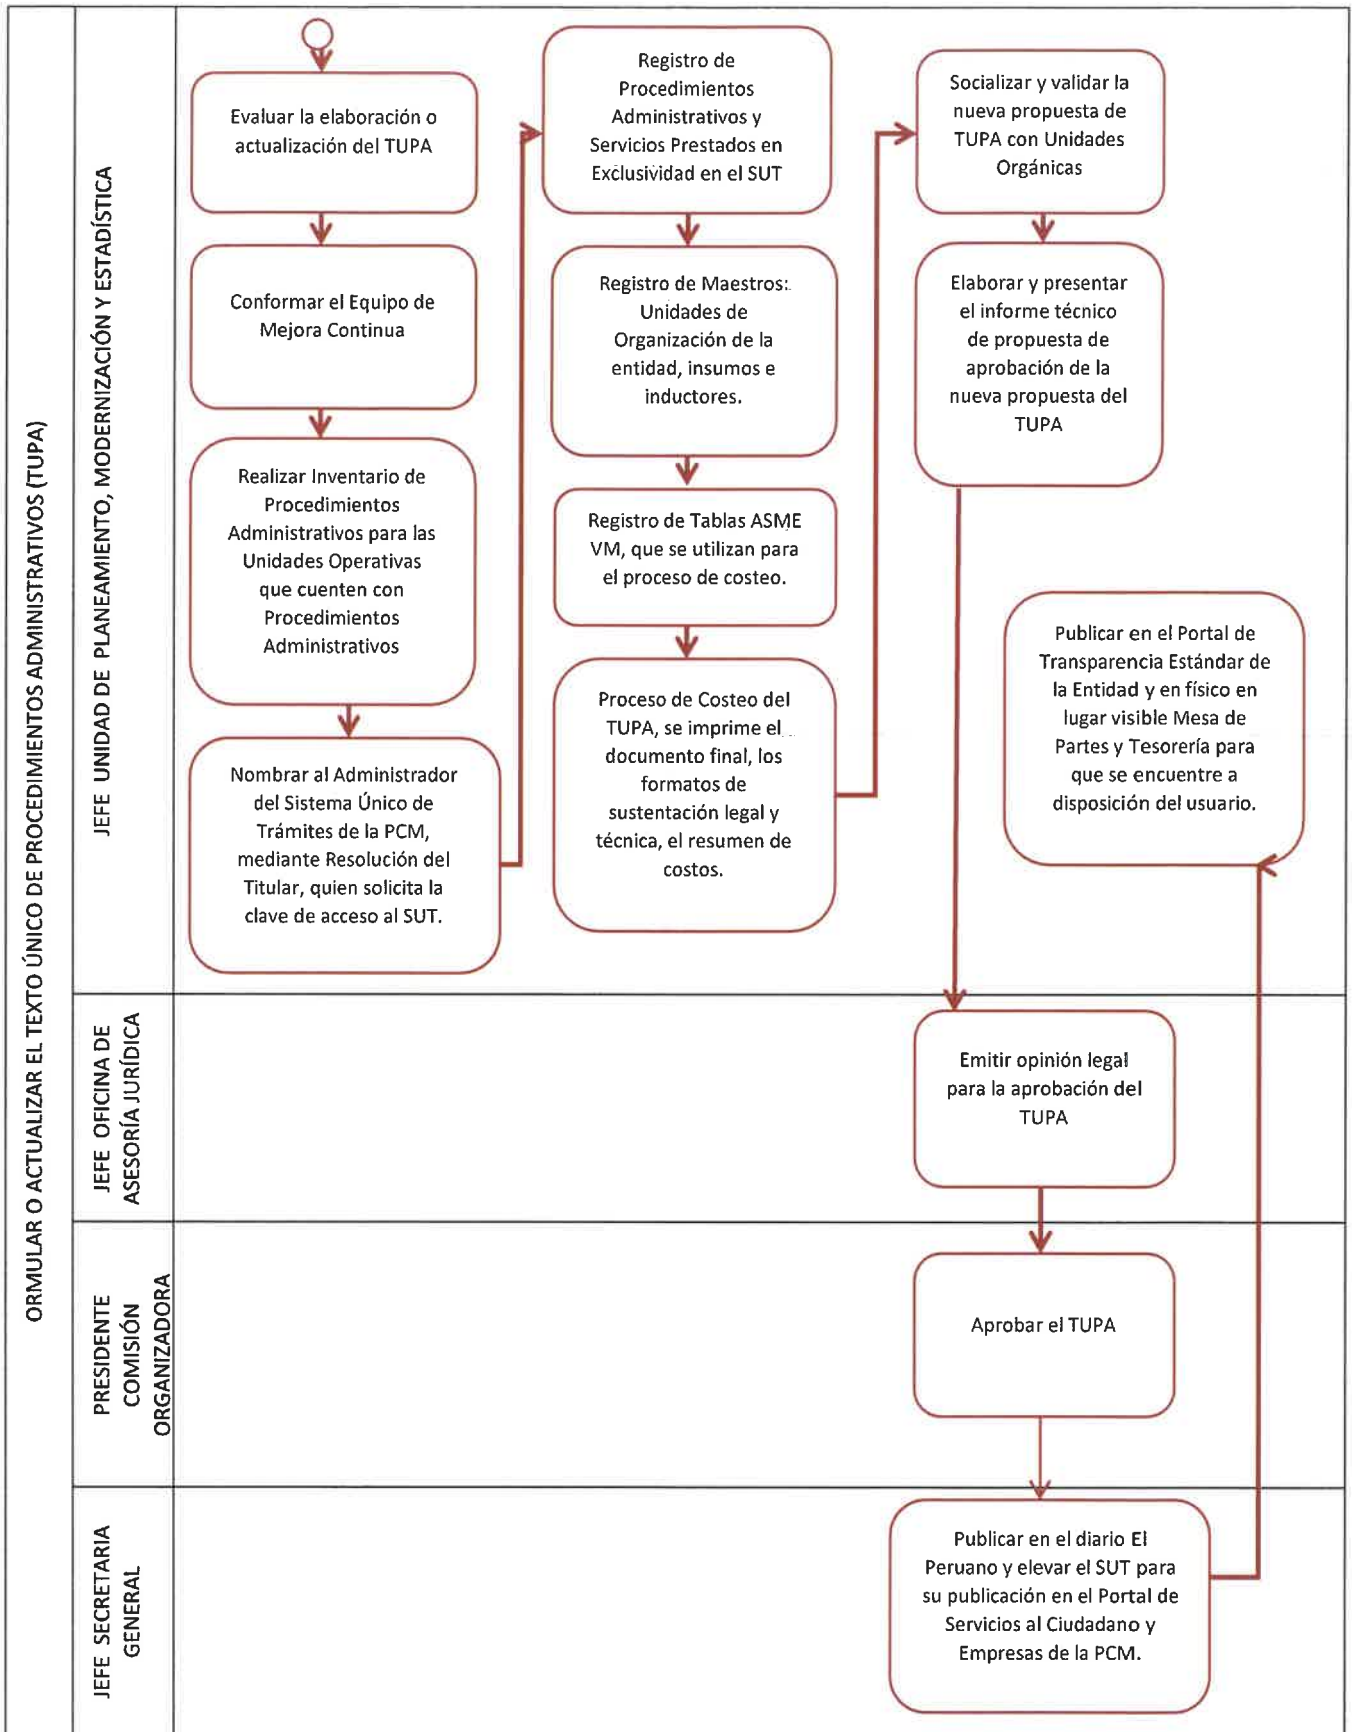 ORMULAR O ACTUALIZAR EL TEXTO ÚNICO DE PROCEDIMIENTOS ADMINISTRATIVOS (TUPA)
JEFE UNIDAD DE PLANEAMIENTO, MODERNIZACIÓN Y ESTADÍSTICA
Evaluar la elaboración o
actualización del TUPA
Conformar el Equipo de
Mejora Continua
Realizar Inventario de
Procedimientos
Administrativos para las
Unidades Operativas
que cuenten con
Procedimientos
Administrativos
Nombrar al Administrador
del Sistema Único de
Trámites de la PCM,
mediante Resolución del
Titular, quien solicita la
clave de acceso al SUT.
Registro de
Procedimientos
Administrativos y
Servicios Prestados en
Exclusividad en el SUT
Registro de Maestros:
Unidades de
Organización de la
entidad, insumos e
inductores.
Registro de Tablas ASME
VM, que se utilizan para
el proceso de costeo.
Proceso de Costeo del
TUPA, se imprime el
documento final, los
formatos de
sustentación legal y
técnica, el resumen de
costos.
Socializar y validar la
nueva propuesta de
TUPA con Unidades
Orgánicas
Elaborar y presentar
el informe técnico
de propuesta de
aprobación de la
nueva propuesta del
TUPA
Publicar en el Portal de
Transparencia Estándar de
la Entidad y en físico en
lugar visible Mesa de
Partes y Tesorería para
que se encuentre a
disposición del usuario.
JEFE OFICINA DE
ASESORÍA JURÍDICA
Emitir opinión legal
para la aprobación del
TUPA
PRESIDENTE
COMISIÓN
ORGANIZADORA
Aprobar el TUPA
JEFE SECRETARIA
GENERAL
Publicar en el diario El
Peruano y elevar el SUT para
su publicación en el Portal de
Servicios al Ciudadano y
Empresas de la PCM.